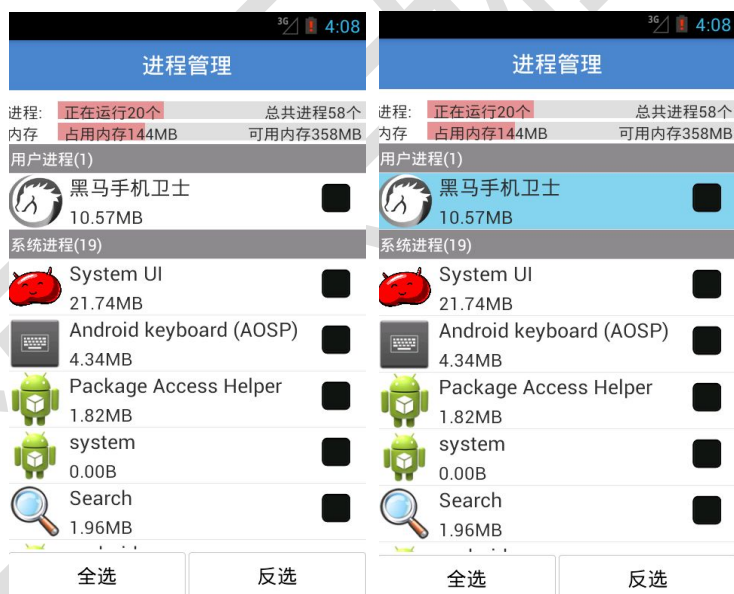 3G 4:08
进程管理
进程: 正在运行20个 总共进程58个
内存 占用内存144MB 可用内存358MB
用户进程(1)
黑马手机卫士
10.57MB
系统进程(19)
System UI
21.74MB
Android keyboard (AOSP)
4.34MB
Package Access Helper
1.82MB
system
0.00B
Search
1.96MB
全选 反选
3G 4:08
进程管理
进程: 正在运行20个 总共进程58个
内存 占用内存144MB 可用内存358MB
用户进程(1)
黑马手机卫士
10.57MB
系统进程(19)
System UI
21.74MB
Android keyboard (AOSP)
4.34MB
Package Access Helper
1.82MB
system
0.00B
Search
1.96MB
全选 反选